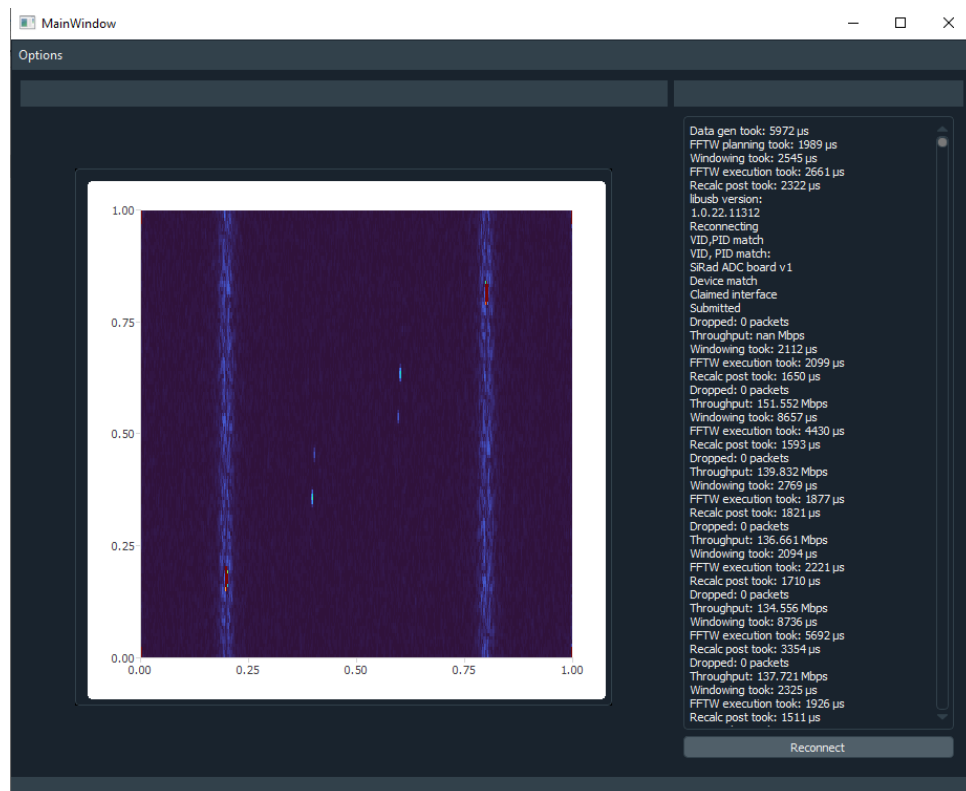 MainWindow
Options
1.00
0.75
0.50
0.25
0.00
0.00 0.25 0.50 0.75 1.00
Data gen took: 5972 µs
FFTW planning took: 1989 µs
Windowing took: 2545 µs
FFTW execution took: 2661 µs
Recalc post took: 2322 µs
libusb version:
1.0.22.11312
Reconnecting
VID,PID match
VID, PID match:
SiRad ADC board v1
Device match
Claimed interface
Submitted
Dropped: 0 packets
Throughput: nan Mbps
Windowing took: 2112 µs
FFTW execution took: 2099 µs
Recalc post took: 1650 µs
Dropped: 0 packets
Throughput: 151.552 Mbps
Windowing took: 8657 µs
FFTW execution took: 4430 µs
Recalc post took: 1593 µs
Dropped: 0 packets
Throughput: 139.832 Mbps
Windowing took: 2769 µs
FFTW execution took: 1877 µs
Recalc post took: 1821 µs
Dropped: 0 packets
Throughput: 136.661 Mbps
Windowing took: 2094 µs
FFTW execution took: 2221 µs
Recalc post took: 1710 µs
Dropped: 0 packets
Throughput: 134.556 Mbps
Windowing took: 8736 µs
FFTW execution took: 5692 µs
Recalc post took: 3354 µs
Dropped: 0 packets
Throughput: 137.721 Mbps
Windowing took: 2325 µs
FFTW execution took: 1926 µs
Recalc post took: 1511 µs
Reconnect